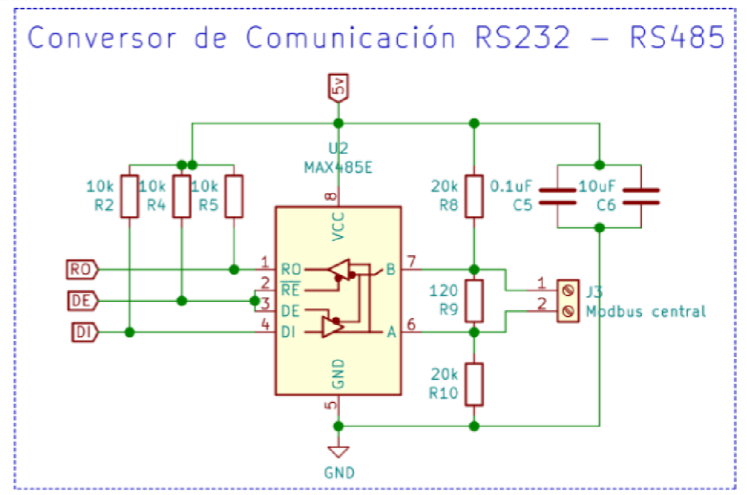 Conversor de Comunicación RS232 – RS485
5v
U2
MAX485E
10k
R2
10k
R4
10k
R5
20k
R8
0.1uF
C5
10uF
C6
8
VCC
RO
1
RO
7
B
2
RE
DE
3
DE
DI
4
DI
6
A
120
R9
1
2
J3
Modbus central
GND
5
20k
R10
GND